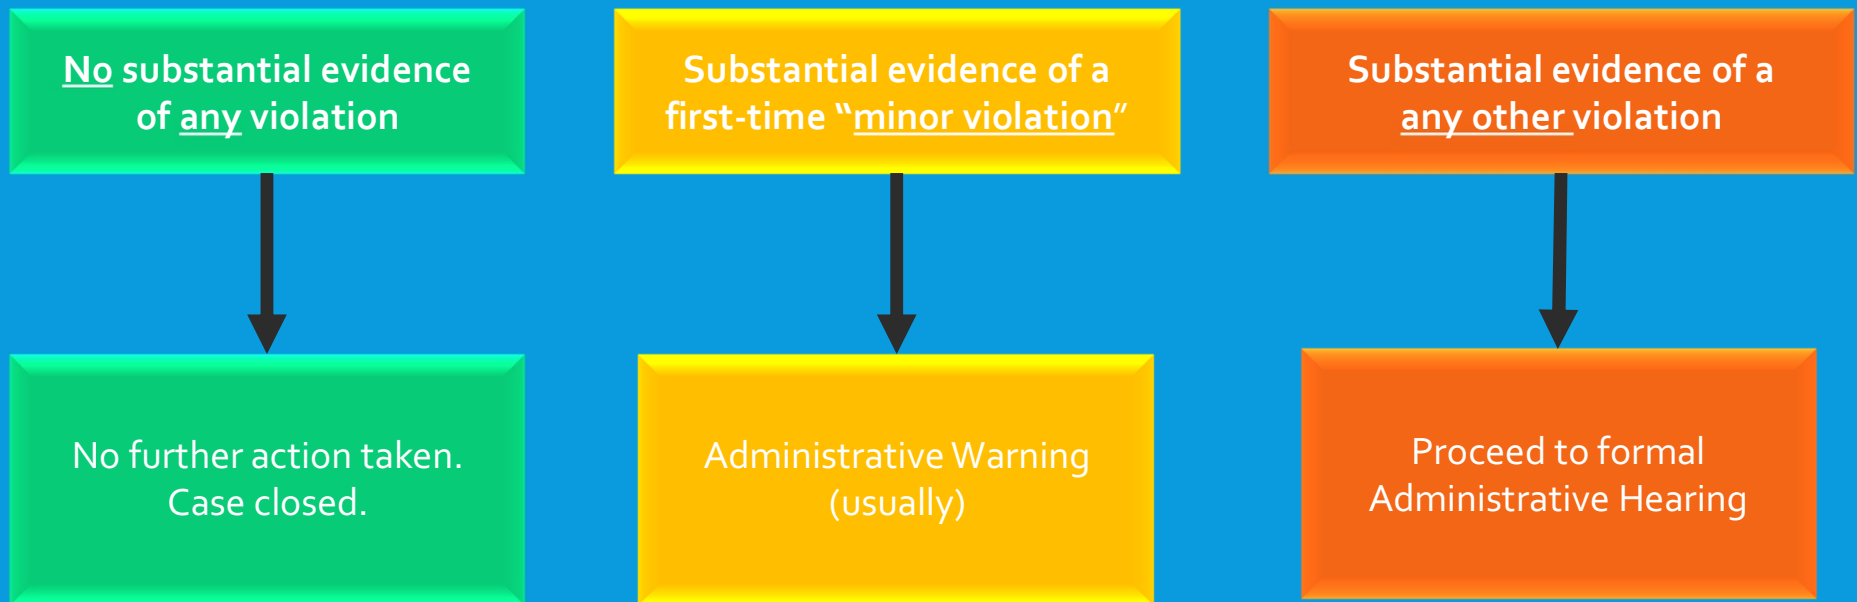 No substantial evidence
of any violation
Substantial evidence of a
first-time “minor violation”
Substantial evidence of a
any other violation
No further action taken.
Case closed.
Administrative Warning
(usually)
Proceed to formal
Administrative Hearing